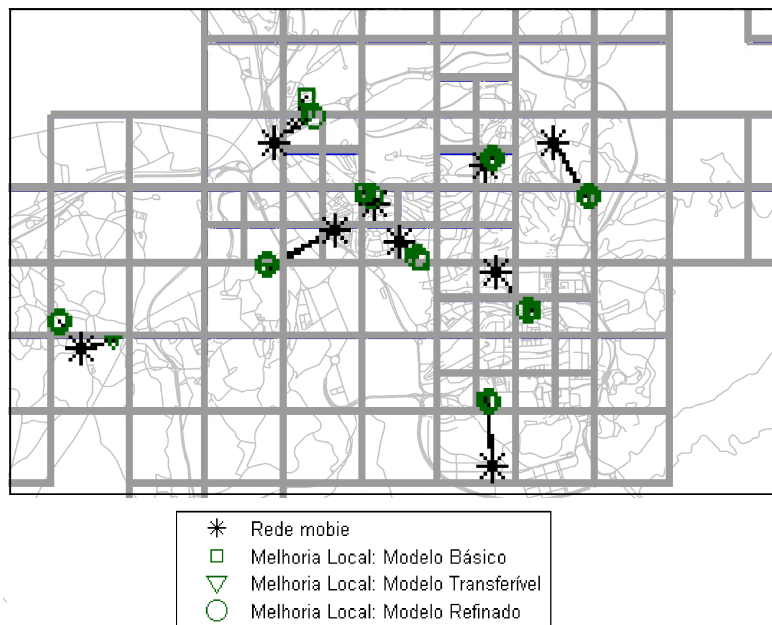 Rede mobie
Melhoria Local: Modelo Básico
Melhoria Local: Modelo Transferível
Melhoria Local: Modelo Refinado